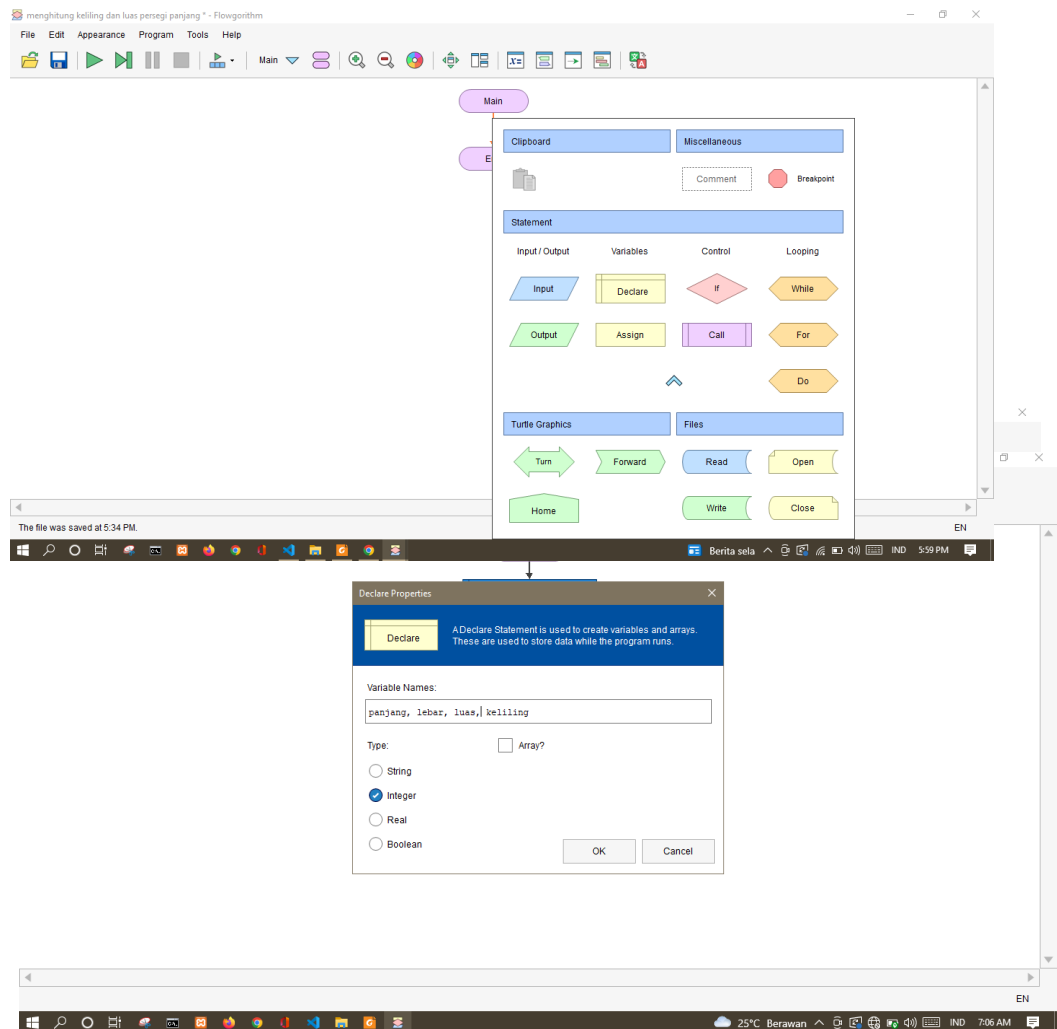 menghitung keliling dan luas persegi panjang * - Flowgorithm
File Edit Appearance Program Tools Help
Main X=
Main
Clipboard Miscellaneous
Comment Breakpoint
Statement
Input / Output Variables Control Looping
Input Declare If While
Output Assign Call For
Do
Turtle Graphics Files
Turn Forward Read Open
Home Write Close
The file was saved at 5:34 PM. EN
Berita sela IND 5:59 PM
Declare Properties
Declare
A Declare Statement is used to create variables and arrays.
These are used to store data while the program runs.
Variable Names:
panjang, lebar, luas, keliling
Type: Array?
String
Integer
Real
Boolean
OK Cancel
EN
25°C Berawan IND 7:06 AM